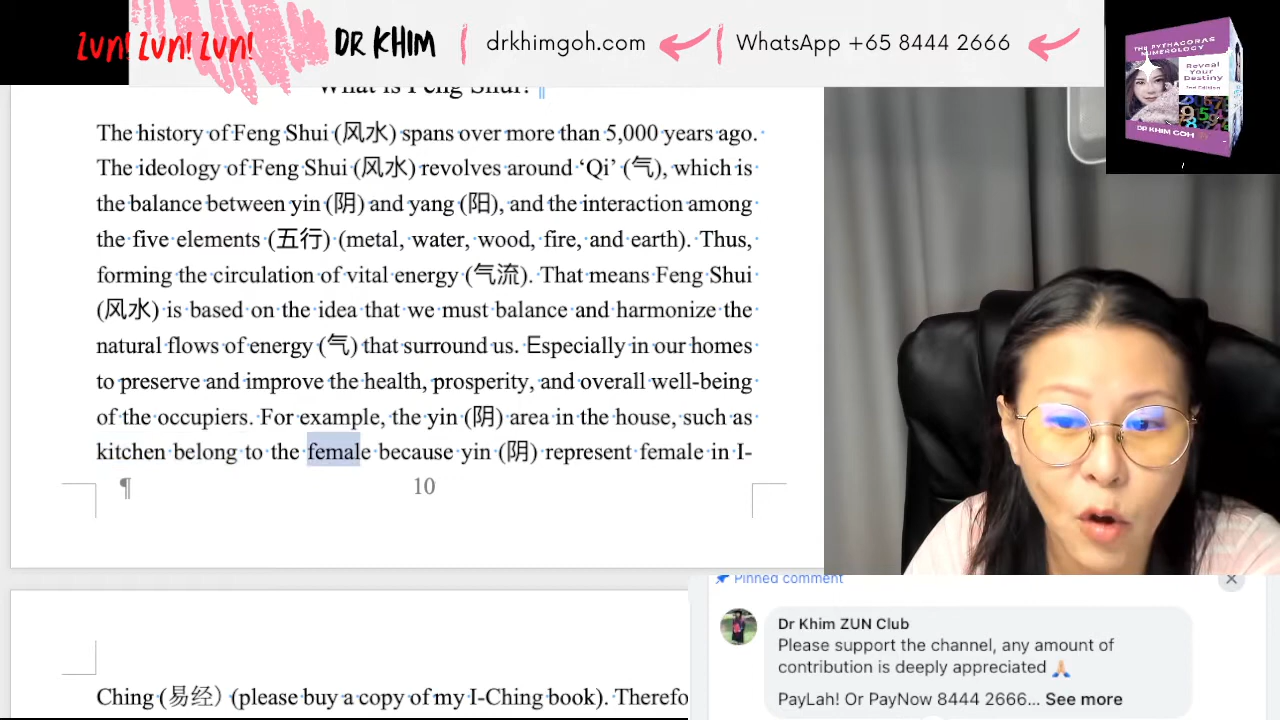 Zun! Zun! Zun!
DR KHIM
drkhimgoh.com
WhatsApp +65 8444 2666
THE PYTHAGORAS
NUMEROLOGY
Reveal
Your
Destiny
2nd Edition
DR KHIM GOH
What is Feng Shui?
The history of Feng Shui (风水) spans over more than 5,000 years ago.
The ideology of Feng Shui (风水) revolves around ‘Qi’ (气), which is
the balance between yin (阴) and yang (阳), and the interaction among
the five elements (五行) (metal, water, wood, fire, and earth). Thus,
forming the circulation of vital energy (气流). That means Feng Shui
(风水) is based on the idea that we must balance and harmonize the
natural flows of energy (气) that surround us. Especially in our homes
to preserve and improve the health, prosperity, and overall well-being
of the occupiers. For example, the yin (阴) area in the house, such as
kitchen belong to the female because yin (阴) represent female in I-
10
Ching (易经) (please buy a copy of my I-Ching book). Therefo
Pinned comment
Dr Khim ZUN Club
Please support the channel, any amount of
contribution is deeply appreciated 🙏
PayLah! Or PayNow 8444 2666... See more